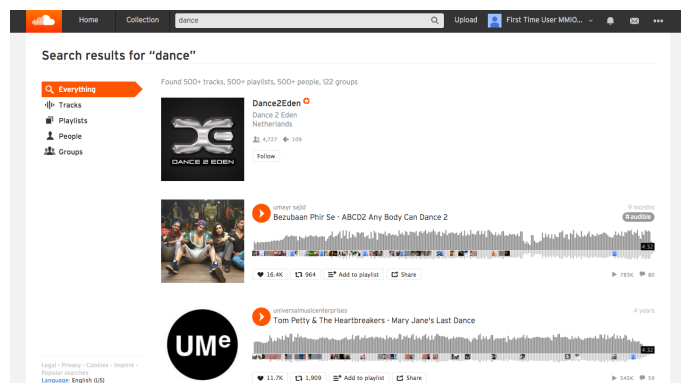 Home
Collection
dance
Upload
First Time User MMIO...
Search results for “dance”
Everything
Tracks
Playlists
People
Groups
Found 500+ tracks, 500+ playlists, 500+ people, 122 groups
DANCE 2 EDEN
Dance2Eden
Dance 2 Eden
Netherlands
4,727 109
Follow
umayr sajid
9 months
Bezubaan Phir Se - ABCD2 Any Body Can Dance 2
#audible
4:32
16.4K 964 Add to playlist Share
783K 80
UMe
universalmusicenterprises
4 years
Tom Petty & The Heartbreakers - Mary Jane's Last Dance
4:32
11.7K 1,909 Add to playlist Share
545K 59
Legal - Privacy - Cookies - Imprint -
Popular searches
Language: English (US)